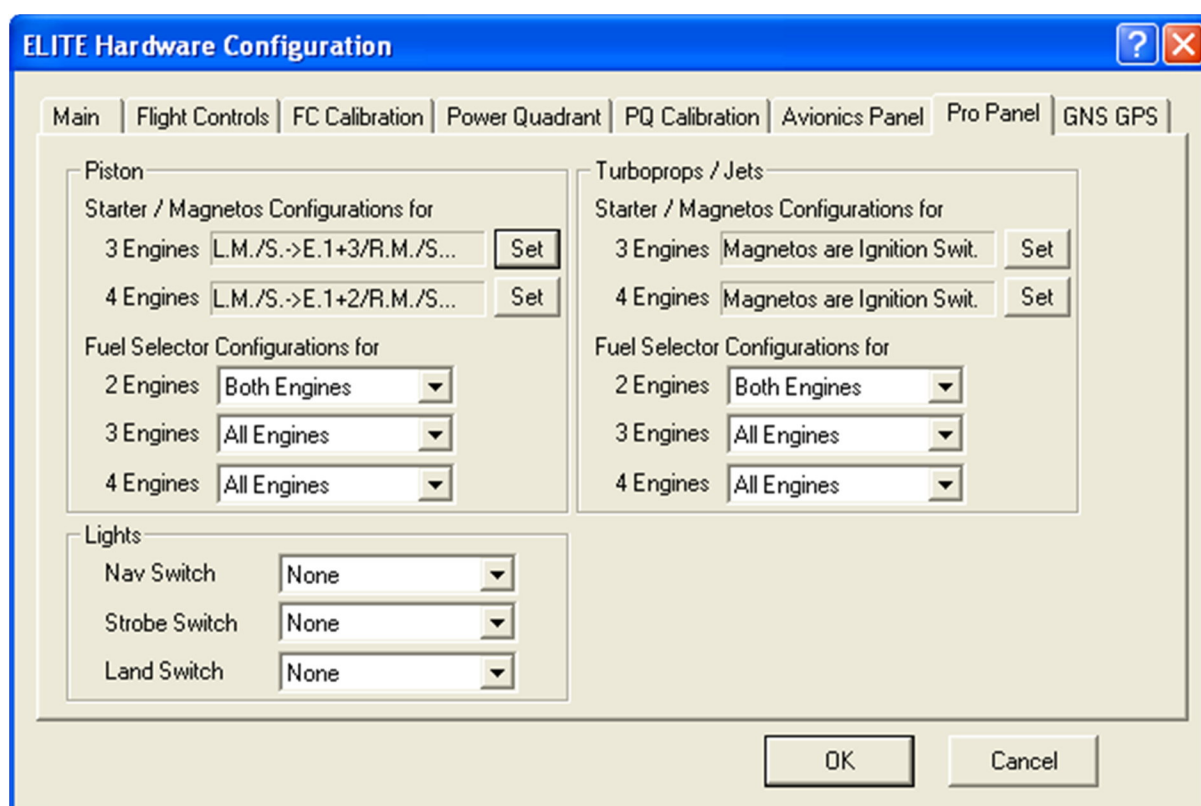 ELITE Hardware Configuration
Main Flight Controls FC Calibration Power Quadrant PQ Calibration Avionics Panel Pro Panel GNS GPS
Piston
Starter / Magnetos Configurations for
3 Engines L.M./S.->E.1+3/R.M./S... Set
4 Engines L.M./S.->E.1+2/R.M./S... Set
Fuel Selector Configurations for
2 Engines Both Engines
3 Engines All Engines
4 Engines All Engines
Turboprops / Jets
Starter / Magnetos Configurations for
3 Engines Magnetos are Ignition Swit. Set
4 Engines Magnetos are Ignition Swit. Set
Fuel Selector Configurations for
2 Engines Both Engines
3 Engines All Engines
4 Engines All Engines
Lights
Nav Switch None
Strobe Switch None
Land Switch None
OK Cancel